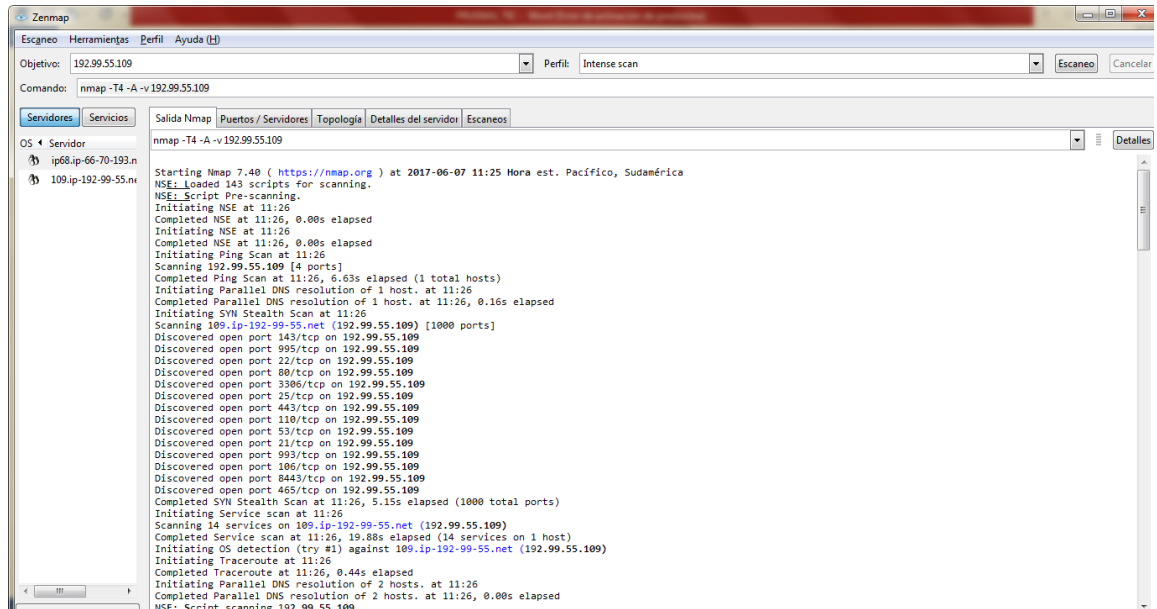 Zenmap
Escaneo Herramientas Perfil Ayuda (H)
Objetivo: 192.99.55.109 Perfil: Intense scan Escaneo Cancelar
Comando: nmap -T4 -A -v 192.99.55.109
Servidores Servicios Salida Nmap Puertos / Servidores Topología Detalles del servidor Escaneos
OS Servidor nmap -T4 -A -v 192.99.55.109 Detalles
ip68.ip-66-70-193.n
109.ip-192-99-55.ne
Starting Nmap 7.40 ( https://nmap.org ) at 2017-06-07 11:25 Hora est. Pacífico, Sudamérica
NSE: Loaded 143 scripts for scanning.
NSE: Script Pre-scanning.
Initiating NSE at 11:26
Completed NSE at 11:26, 0.00s elapsed
Initiating NSE at 11:26
Completed NSE at 11:26, 0.00s elapsed
Initiating Ping Scan at 11:26
Scanning 192.99.55.109 [4 ports]
Completed Ping Scan at 11:26, 6.63s elapsed (1 total hosts)
Initiating Parallel DNS resolution of 1 host. at 11:26
Completed Parallel DNS resolution of 1 host. at 11:26, 0.16s elapsed
Initiating SYN Stealth Scan at 11:26
Scanning 109.ip-192-99-55.net (192.99.55.109) [1000 ports]
Discovered open port 143/tcp on 192.99.55.109
Discovered open port 995/tcp on 192.99.55.109
Discovered open port 22/tcp on 192.99.55.109
Discovered open port 80/tcp on 192.99.55.109
Discovered open port 3306/tcp on 192.99.55.109
Discovered open port 25/tcp on 192.99.55.109
Discovered open port 443/tcp on 192.99.55.109
Discovered open port 110/tcp on 192.99.55.109
Discovered open port 53/tcp on 192.99.55.109
Discovered open port 21/tcp on 192.99.55.109
Discovered open port 993/tcp on 192.99.55.109
Discovered open port 106/tcp on 192.99.55.109
Discovered open port 8443/tcp on 192.99.55.109
Discovered open port 465/tcp on 192.99.55.109
Completed SYN Stealth Scan at 11:26, 5.15s elapsed (1000 total ports)
Initiating Service scan at 11:26
Scanning 14 services on 109.ip-192-99-55.net (192.99.55.109)
Completed Service scan at 11:26, 19.88s elapsed (14 services on 1 host)
Initiating OS detection (try #1) against 109.ip-192-99-55.net (192.99.55.109)
Initiating Traceroute at 11:26
Completed Traceroute at 11:26, 0.44s elapsed
Initiating Parallel DNS resolution of 2 hosts. at 11:26
Completed Parallel DNS resolution of 2 hosts. at 11:26, 0.00s elapsed
NSE: Script scanning 192.99.55.109